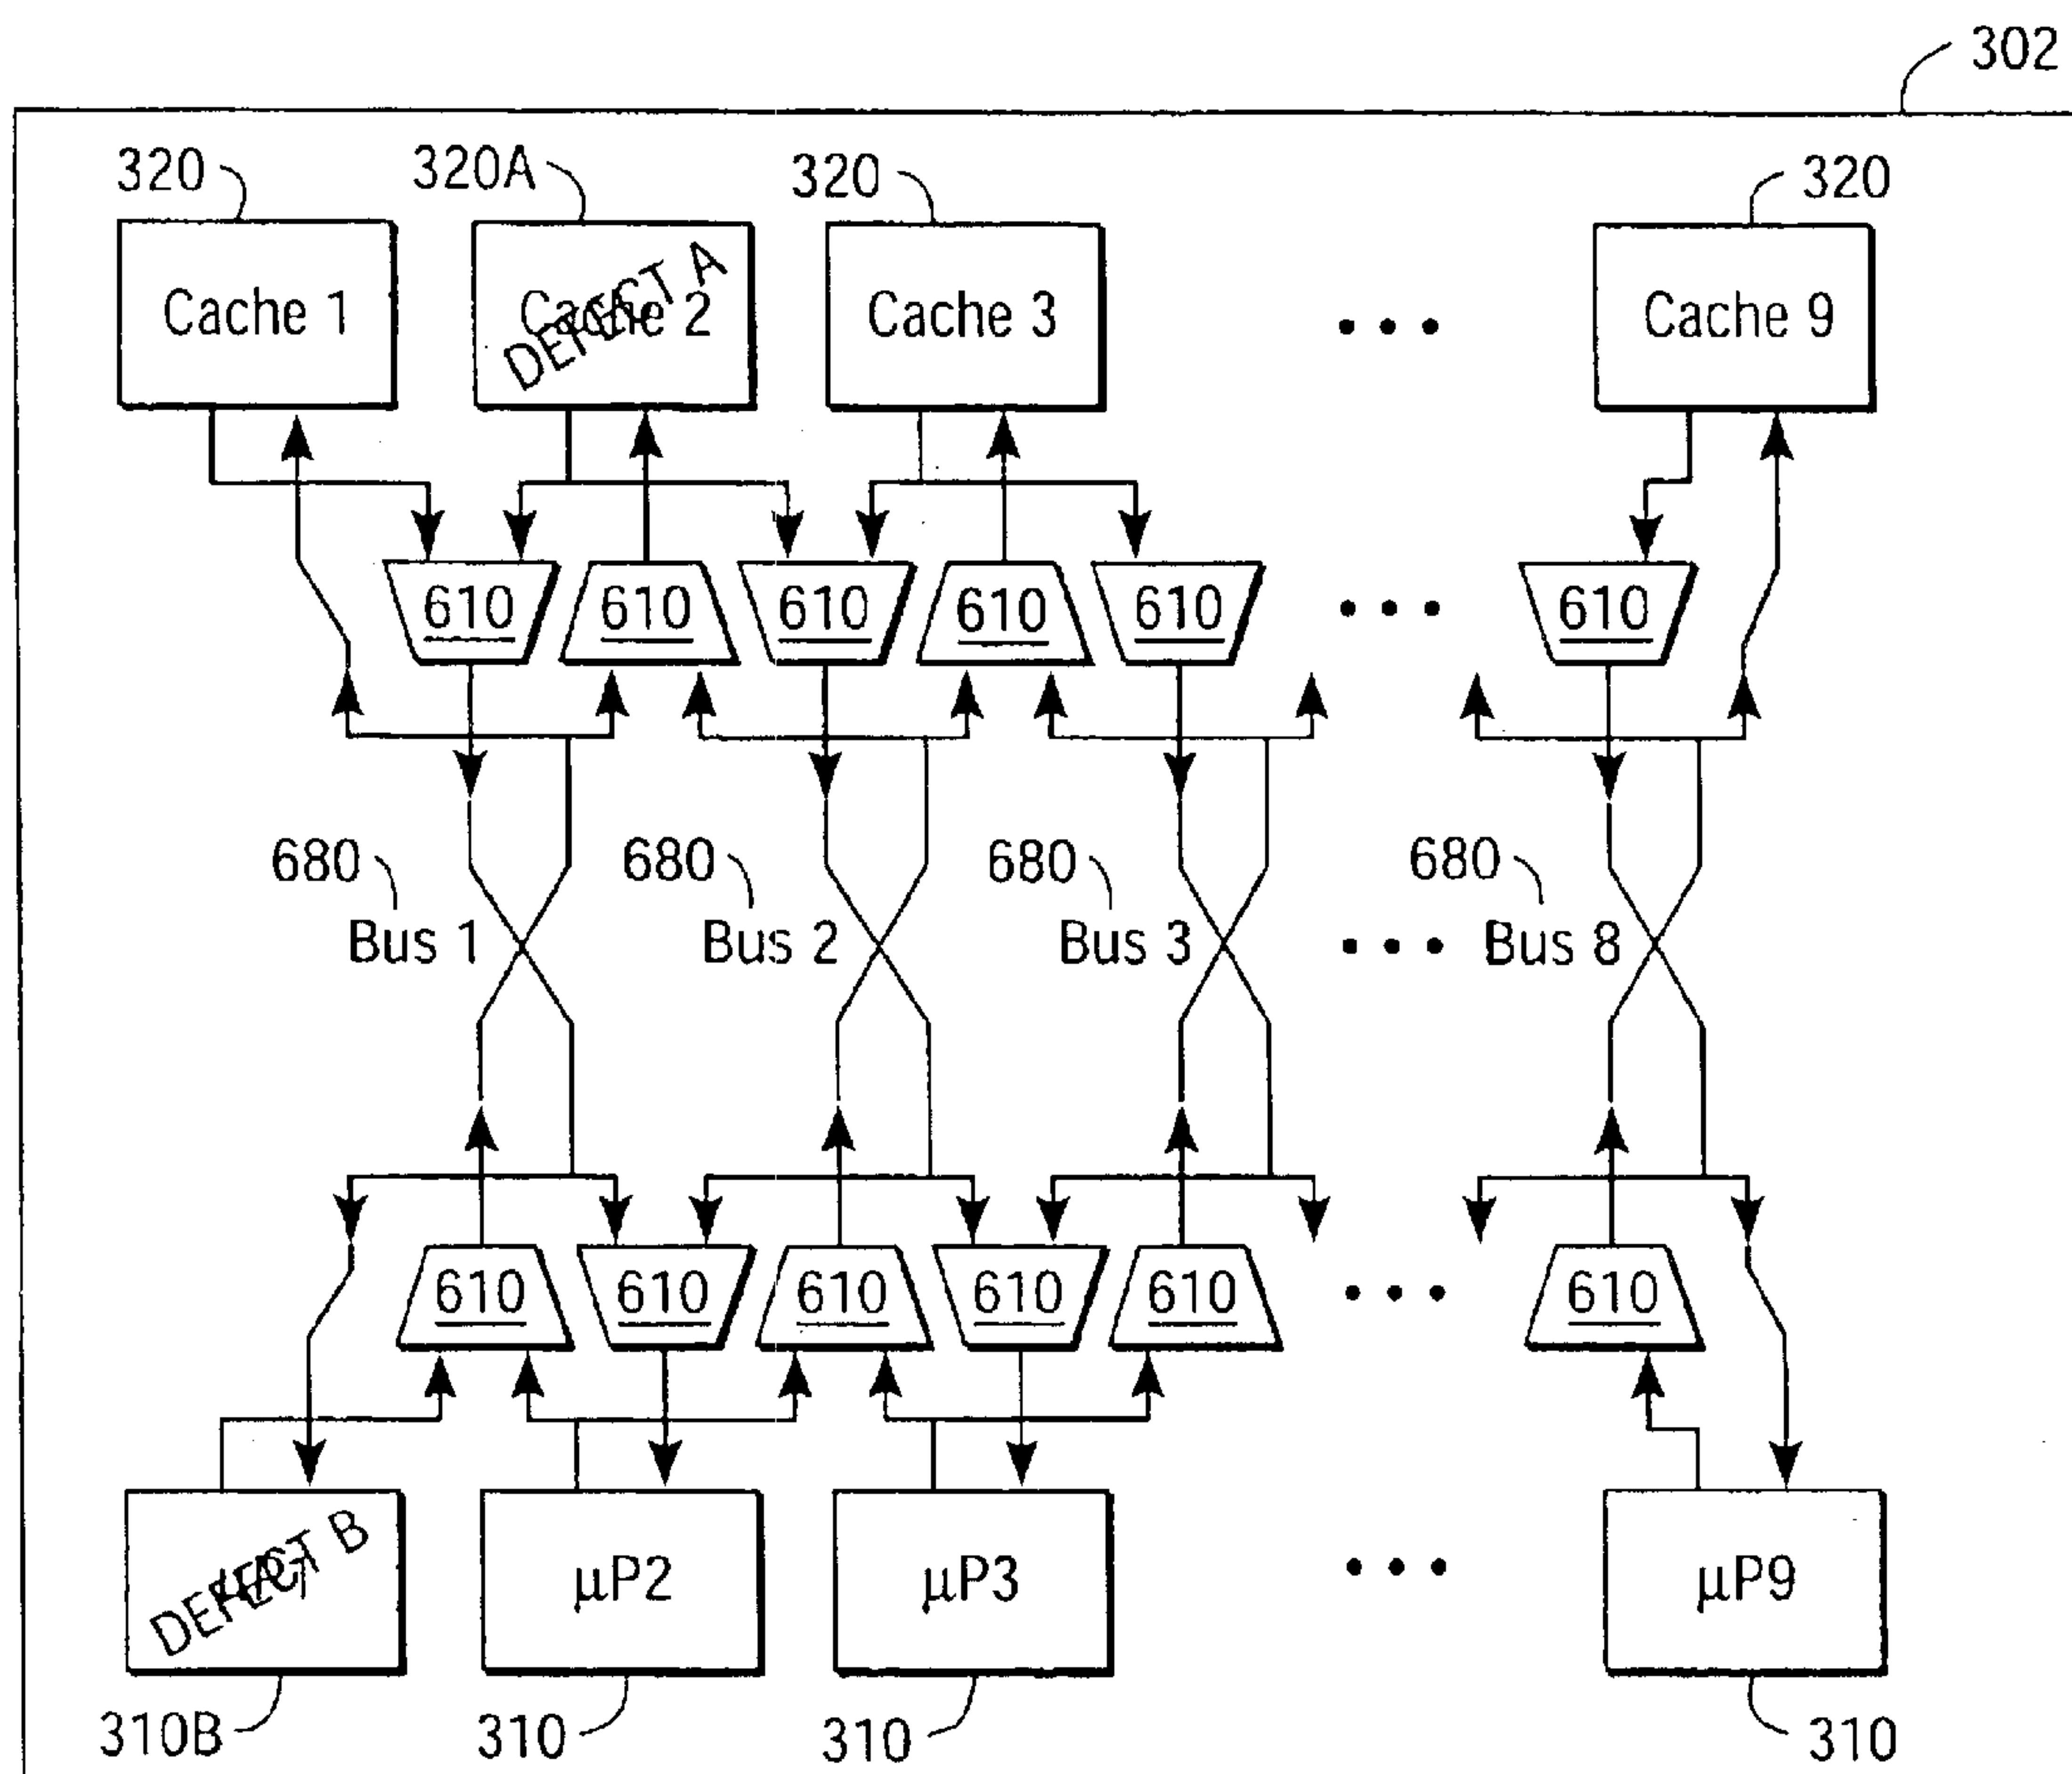 302
320 320A 320 320
Cache 1 Cache 2 Cache 3 ••• Cache 9
DEFECT A
610 610 610 610 610 ••• 610
680 680 680 680
Bus 1 Bus 2 Bus 3 ••• Bus 8
610 610 610 610 610 ••• 610
DEFECT B µP2 µP3 ••• µP9
310B 310 310 310